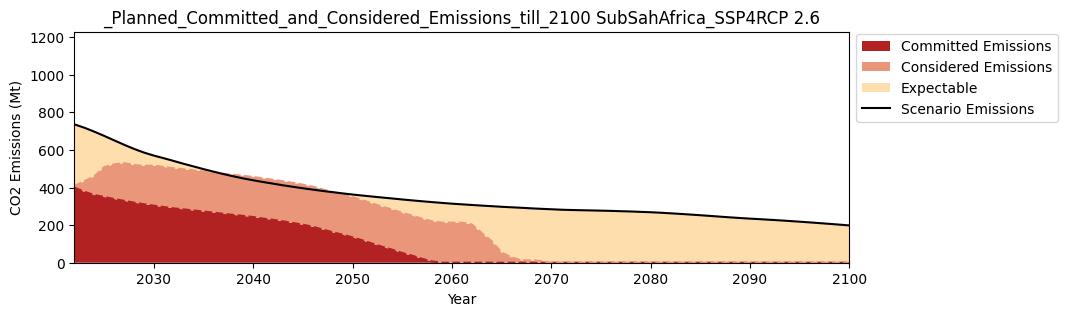 _Planned_Committed_and_Considered_Emissions_till_2100 SubSahAfrica_SSP4RCP 2.6
CO2 Emissions (Mt)
1200
1000
800
600
400
200
0
2030 2040 2050 2060 2070 2080 2090 2100
Year
Committed Emissions
Considered Emissions
Expectable
Scenario Emissions